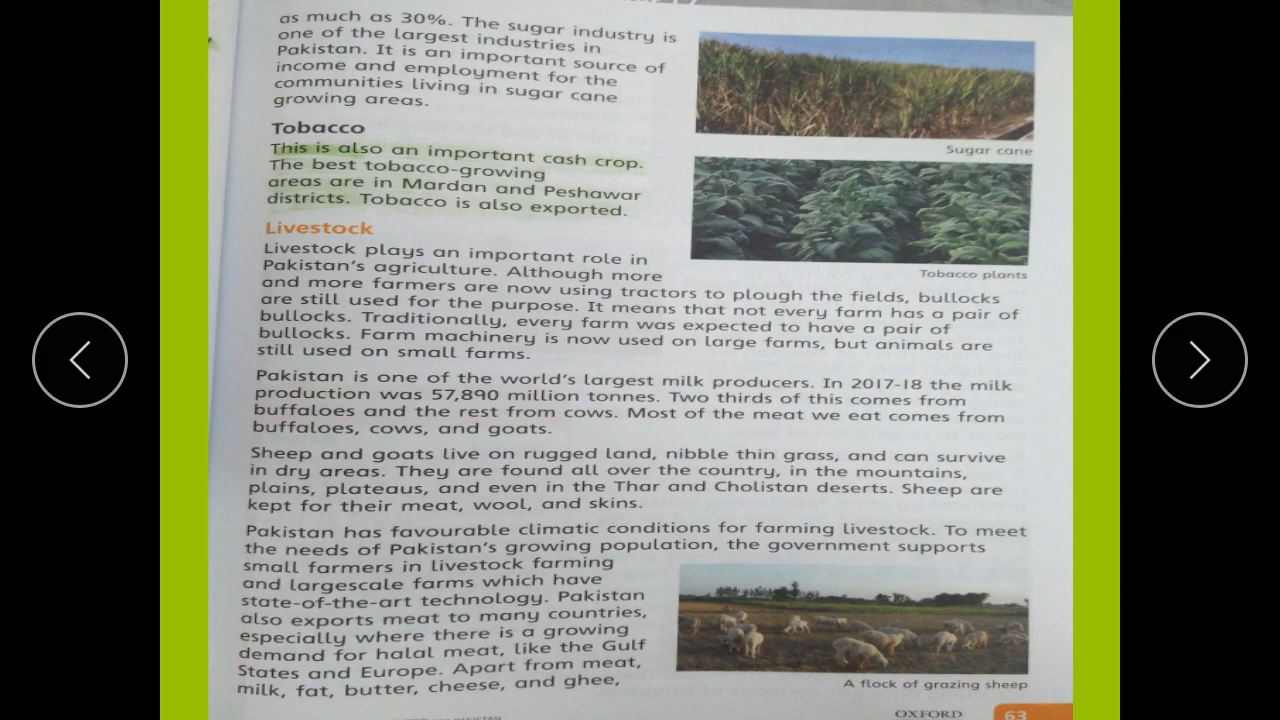 as much as 30%. The sugar industry is
one of the largest industries in
Pakistan. It is an important source of
income and employment for the
communities living in sugar cane
growing areas.
Sugar cane
Tobacco
This is also an important cash crop.
The best tobacco-growing
areas are in Mardan and Peshawar
districts. Tobacco is also exported.
Tobacco plants
Livestock
Livestock plays an important role in
Pakistan's agriculture. Although more
and more farmers are now using tractors to plough the fields, bullocks
are still used for the purpose. It means that not every farm has a pair of
bullocks. Traditionally, every farm was expected to have a pair of
bullocks. Farm machinery is now used on large farms, but animals are
still used on small farms.
Pakistan is one of the world's largest milk producers. In 2017-18 the milk
production was 57,890 million tonnes. Two thirds of this comes from
buffaloes and the rest from cows. Most of the meat we eat comes from
buffaloes, cows, and goats.
Sheep and goats live on rugged land, nibble thin grass, and can survive
in dry areas. They are found all over the country, in the mountains,
plains, plateaus, and even in the Thar and Cholistan deserts. Sheep are
kept for their meat, wool, and skins.
Pakistan has favourable climatic conditions for farming livestock. To meet
the needs of Pakistan's growing population, the government supports
small farmers in livestock farming
and largescale farms which have
state-of-the-art technology. Pakistan
also exports meat to many countries,
especially where there is a growing
demand for halal meat, like the Gulf
States and Europe. Apart from meat,
milk, fat, butter, cheese, and ghee,
A flock of grazing sheep
OXFORD
63